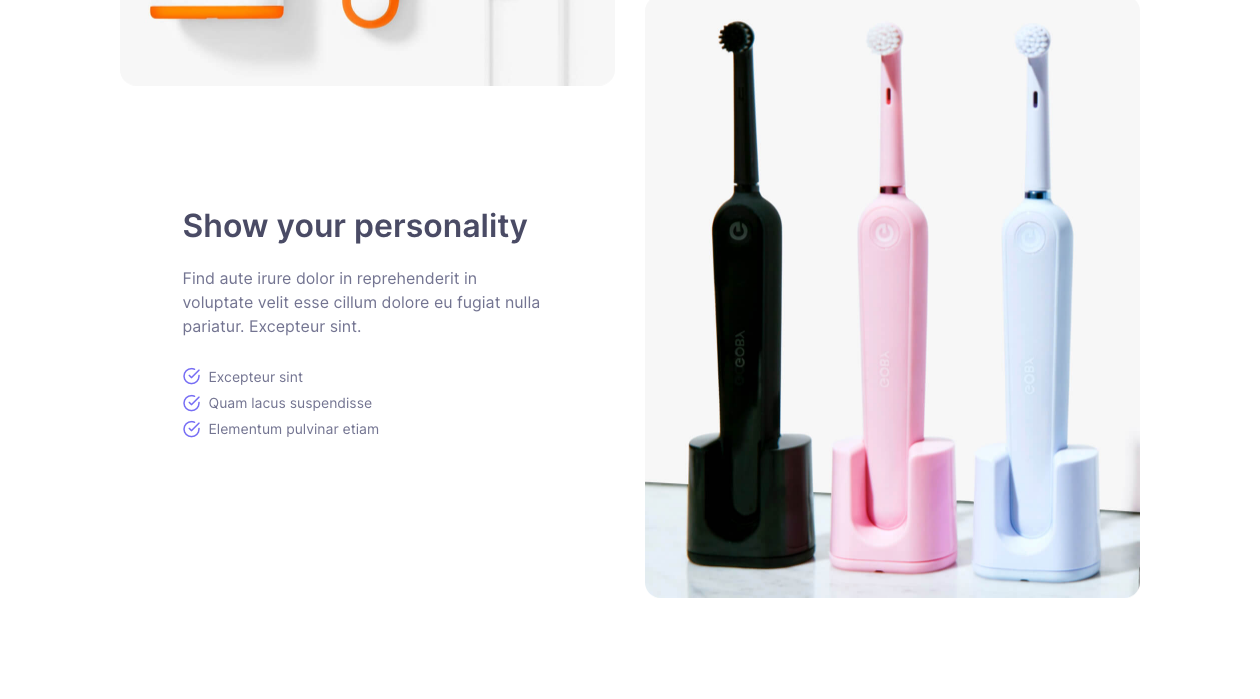 Show your personality
Find aute irure dolor in reprehenderit in
voluptate velit esse cillum dolore eu fugiat nulla
pariatur. Excepteur sint.
Excepteur sint
Quam lacus suspendisse
Elementum pulvinar etiam
GOBY
GOBY
GOBY